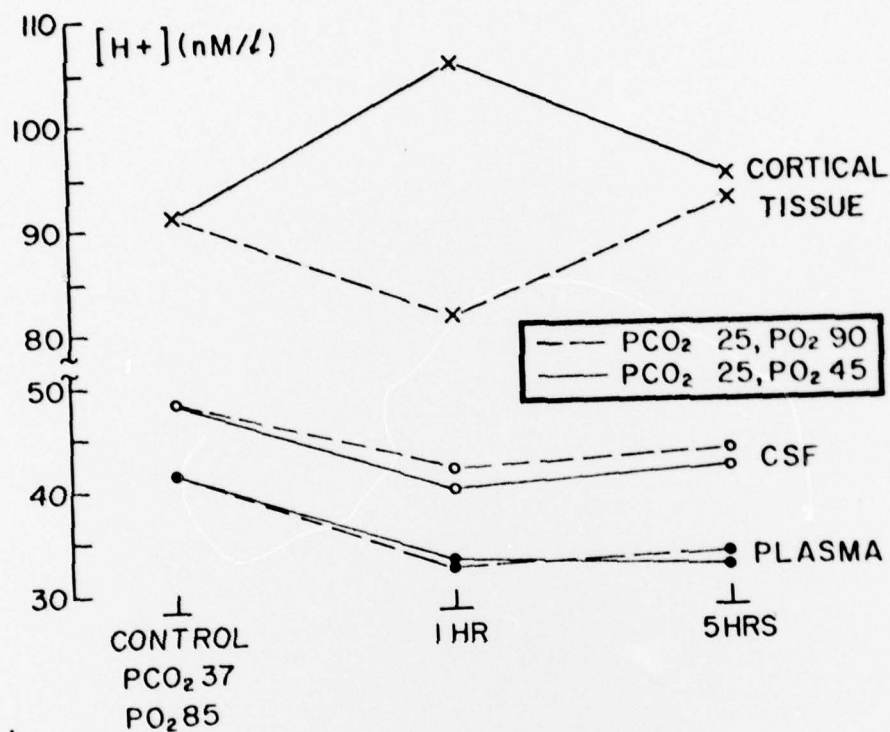 110
[H+](nM/ℓ)
100
90
80
50
40
30
CORTICAL
TISSUE
PCO₂ 25, PO₂ 90
PCO₂ 25, PO₂ 45
CSF
PLASMA
CONTROL
PCO₂ 37
PO₂ 85
1 HR
5 HRS